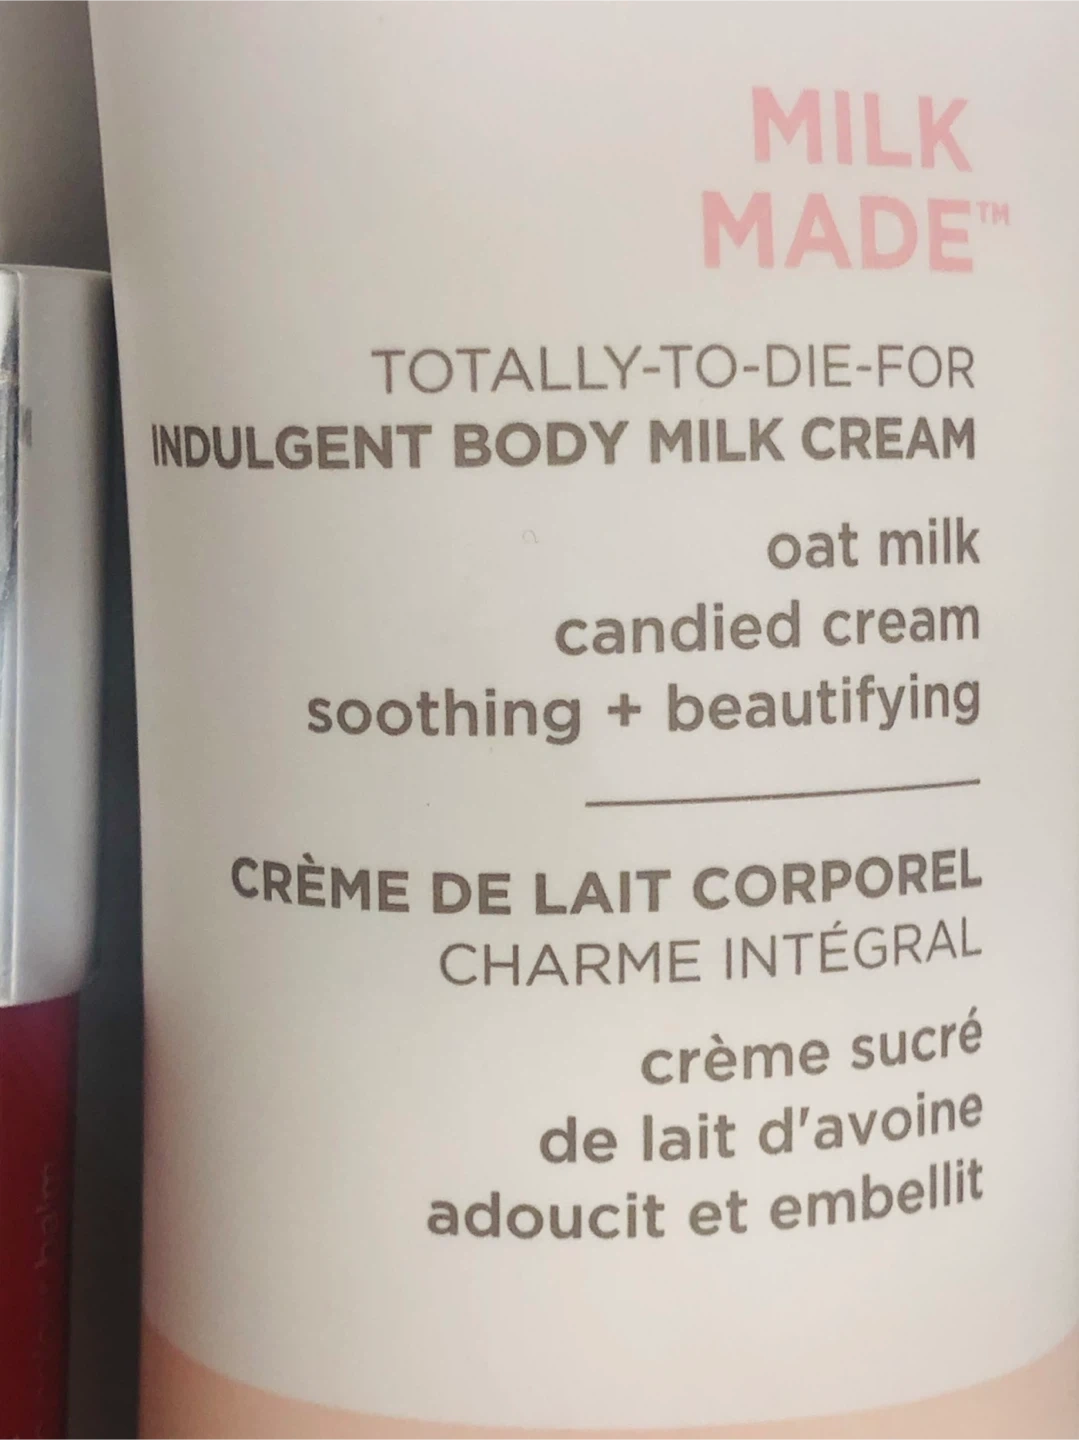 MILK
MADE™
TOTALLY-TO-DIE-FOR
INDULGENT BODY MILK CREAM
oat milk
candied cream
soothing + beautifying
CRÈME DE LAIT CORPOREL
CHARME INTÉGRAL
crème sucré
de lait d'avoine
adoucit et embellit
balm